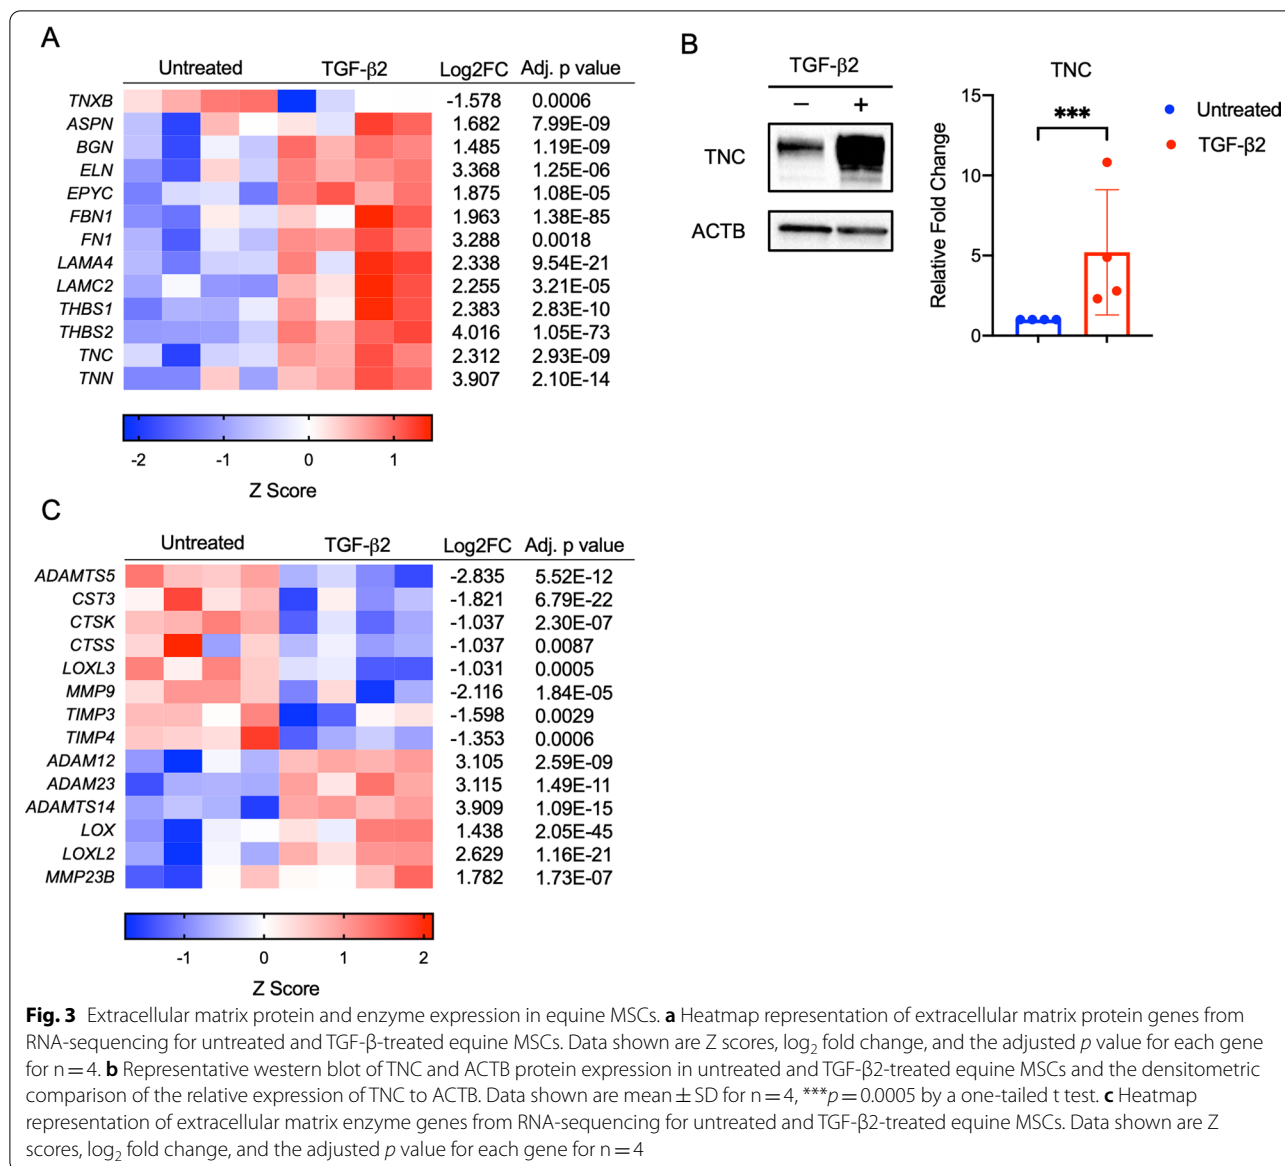 A
Untreated TGF-β2 Log2FC Adj. p value
TNXB -1.578 0.0006
ASPN 1.682 7.99E-09
BGN 1.485 1.19E-09
ELN 3.368 1.25E-06
EPYC 1.875 1.08E-05
FBN1 1.963 1.38E-85
FN1 3.288 0.0018
LAMA4 2.338 9.54E-21
LAMC2 2.255 3.21E-05
THBS1 2.383 2.83E-10
THBS2 4.016 1.05E-73
TNC 2.312 2.93E-09
TNN 3.907 2.10E-14
-2 -1 0 1
Z Score
B
TGF-β2
− +
TNC
ACTB
TNC
15
10
5
0
Relative Fold Change
***
Untreated
TGF-β2
C
Untreated TGF-β2 Log2FC Adj. p value
ADAMTS5 -2.835 5.52E-12
CST3 -1.821 6.79E-22
CTSK -1.037 2.30E-07
CTSS -1.037 0.0087
LOXL3 -1.031 0.0005
MMP9 -2.116 1.84E-05
TIMP3 -1.598 0.0029
TIMP4 -1.353 0.0006
ADAM12 3.105 2.59E-09
ADAM23 3.115 1.49E-11
ADAMTS14 3.909 1.09E-15
LOX 1.438 2.05E-45
LOXL2 2.629 1.16E-21
MMP23B 1.782 1.73E-07
-1 0 1 2
Z Score
Fig. 3 Extracellular matrix protein and enzyme expression in equine MSCs. a Heatmap representation of extracellular matrix protein genes from
RNA-sequencing for untreated and TGF-β-treated equine MSCs. Data shown are Z scores, log₂ fold change, and the adjusted p value for each gene
for n = 4. b Representative western blot of TNC and ACTB protein expression in untreated and TGF-β2-treated equine MSCs and the densitometric
comparison of the relative expression of TNC to ACTB. Data shown are mean ± SD for n = 4, ***p = 0.0005 by a one-tailed t test. c Heatmap
representation of extracellular matrix enzyme genes from RNA-sequencing for untreated and TGF-β2-treated equine MSCs. Data shown are Z
scores, log₂ fold change, and the adjusted p value for each gene for n = 4